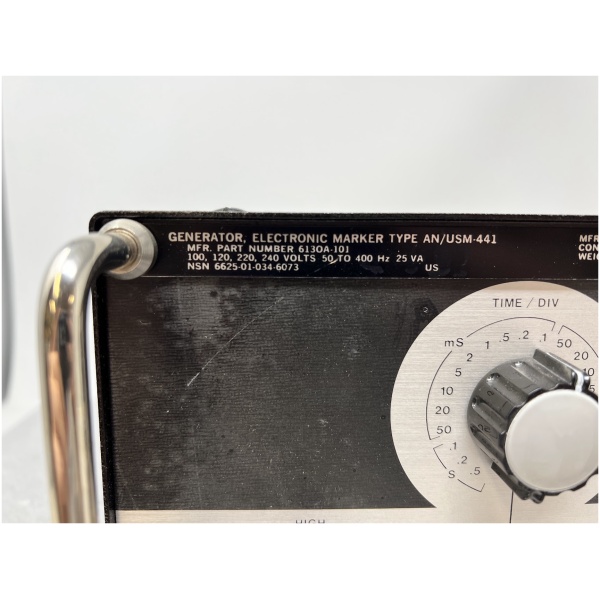 GENERATOR, ELECTRONIC MARKER TYPE AN/USM-441
MFR. PART NUMBER 6130A-101
100, 120, 220, 240 VOLTS 50 TO 400 Hz 25 VA
NSN 6625-01-034-6073 US
MFR
CON
WEIG
TIME / DIV
mS
2
1
.5
.2
.1
50
20
10
5
10
20
50
.1
.2
.5
S
HIGH